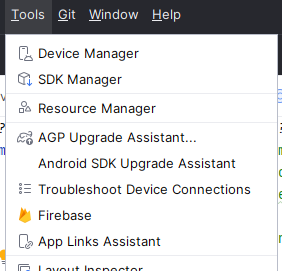 Tools Git Window Help
Device Manager
SDK Manager
Resource Manager
AGP Upgrade Assistant...
Android SDK Upgrade Assistant
Troubleshoot Device Connections
Firebase
App Links Assistant
Layout Inspector